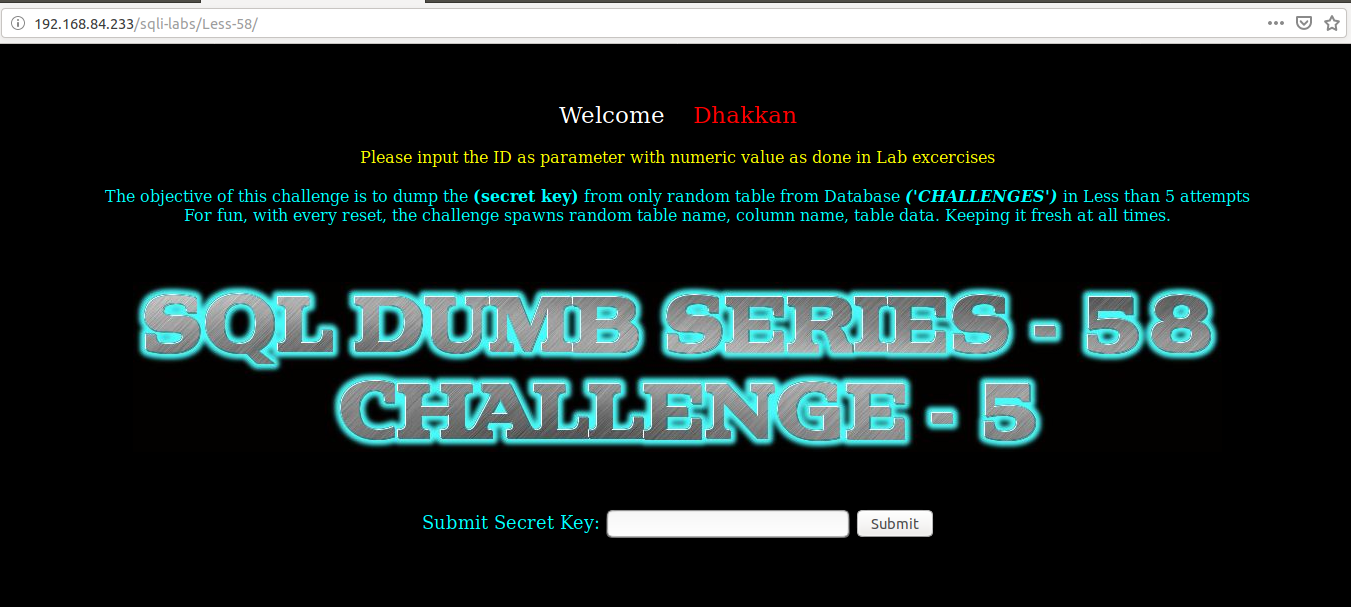 192.168.84.233/sqli-labs/Less-58/
Welcome Dhakkan
Please input the ID as parameter with numeric value as done in Lab excercises
The objective of this challenge is to dump the (secret key) from only random table from Database ('CHALLENGES') in Less than 5 attempts
For fun, with every reset, the challenge spawns random table name, column name, table data. Keeping it fresh at all times.
SQL DUMB SERIES - 58
CHALLENGE - 5
Submit Secret Key: Submit